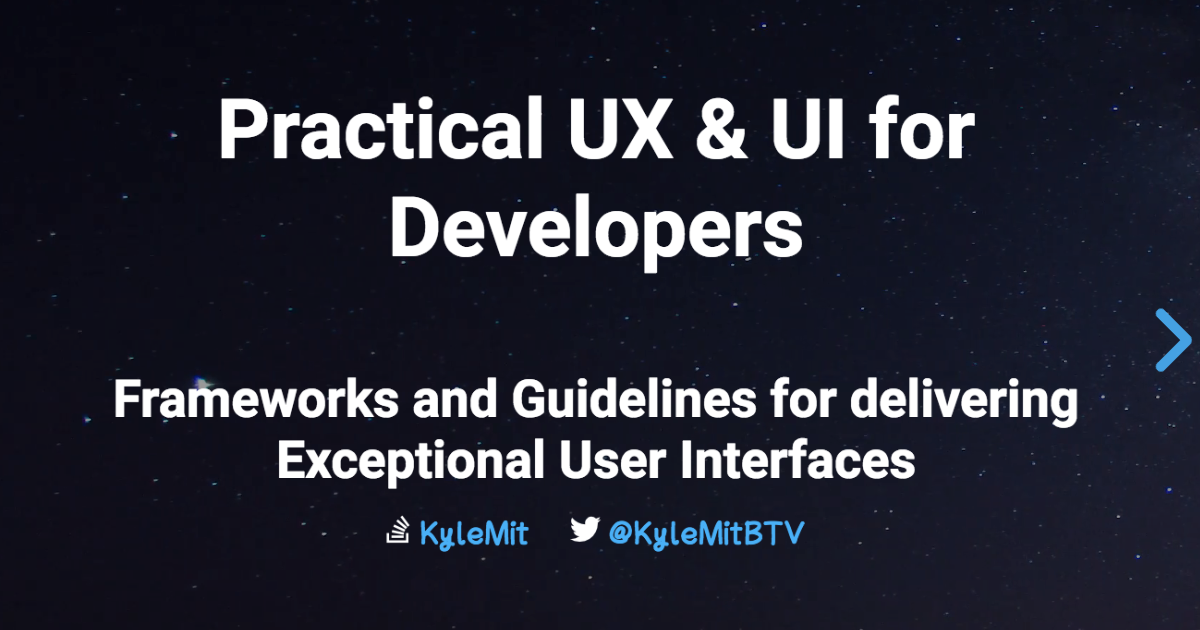 Practical UX & UI for
Developers
Frameworks and Guidelines for delivering
Exceptional User Interfaces
KyleMit @KyleMitBTV